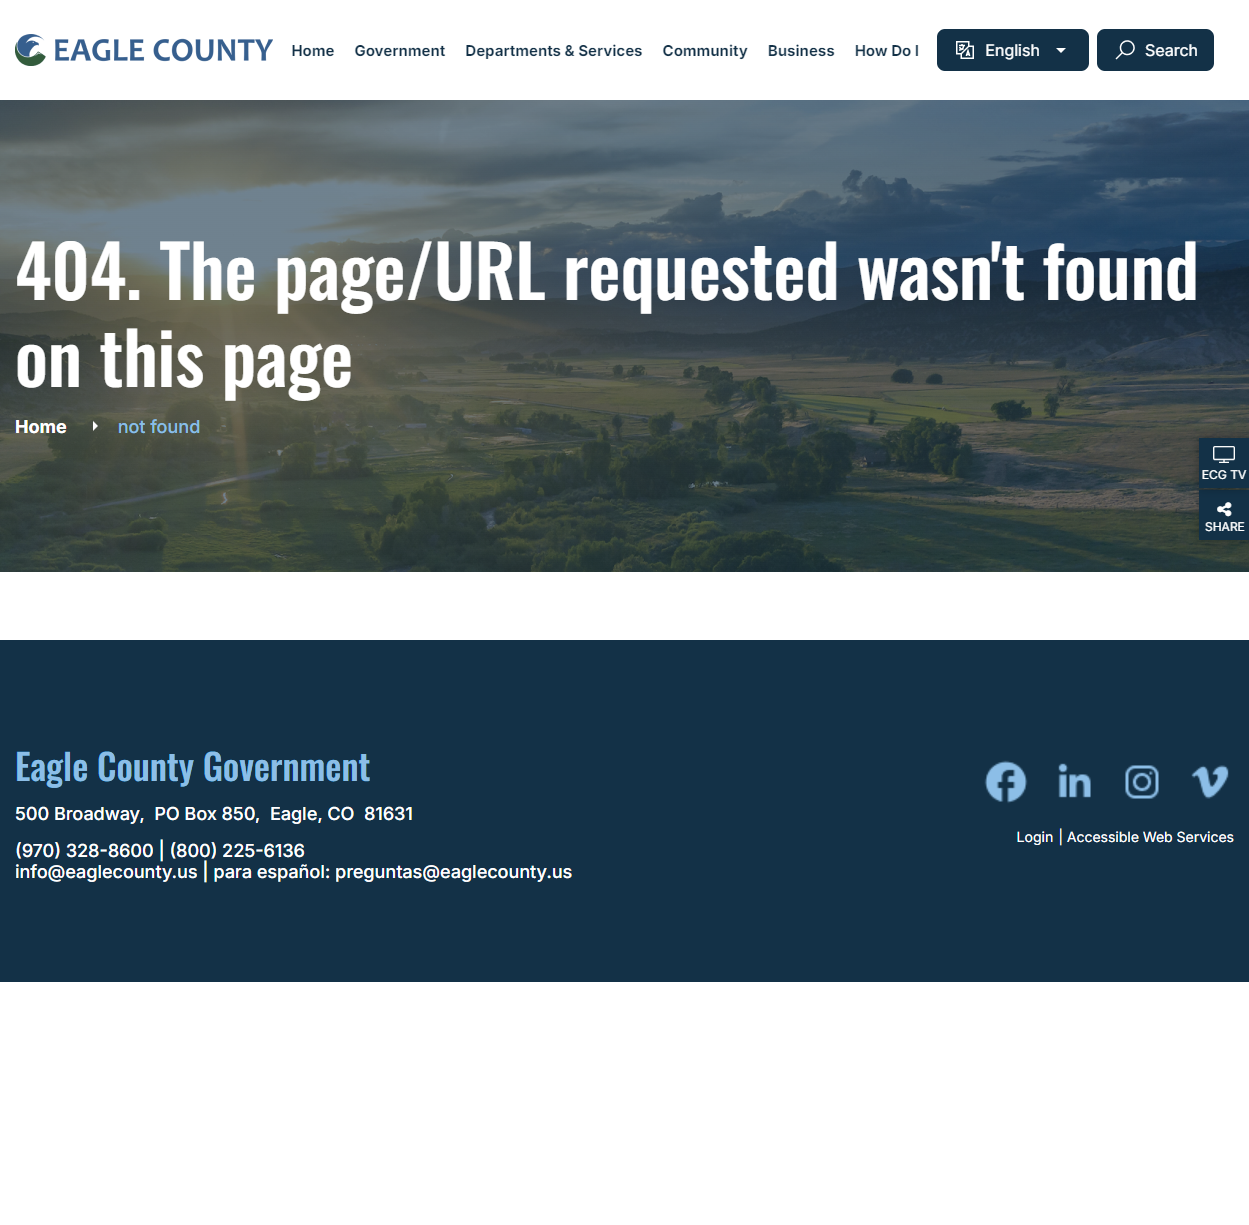 EAGLE COUNTY
Home Government Departments & Services Community Business How Do I English Search
404. The page/URL requested wasn't found
on this page
Home not found
ECG TV
SHARE
Eagle County Government
500 Broadway, PO Box 850, Eagle, CO 81631
(970) 328-8600 | (800) 225-6136
info@eaglecounty.us | para español: preguntas@eaglecounty.us
Login | Accessible Web Services